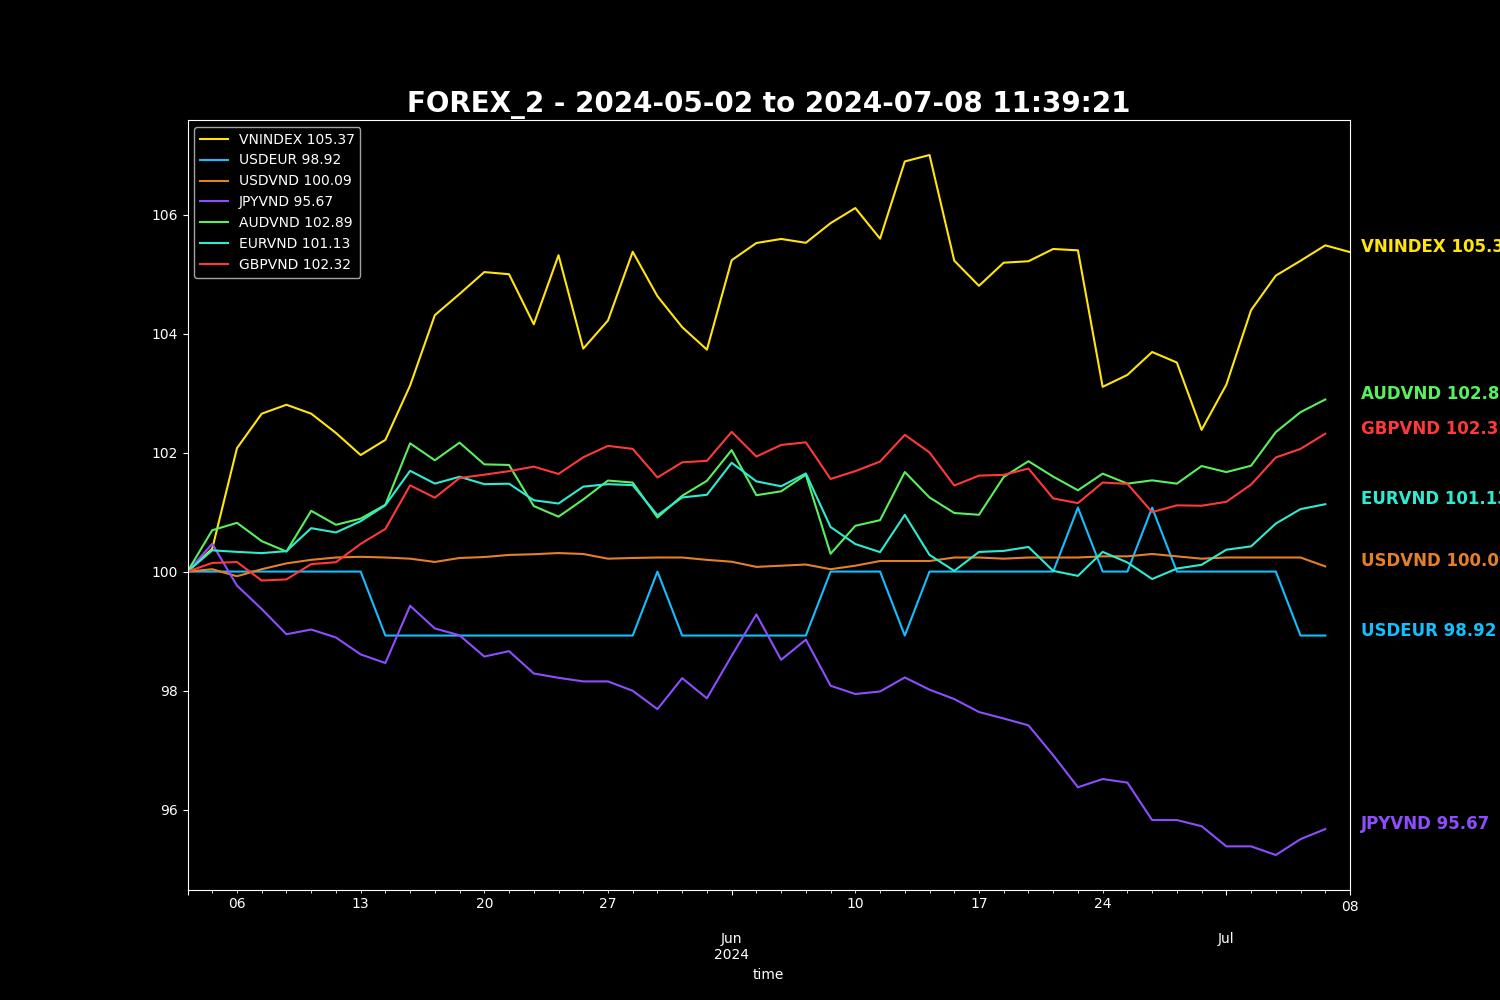 FOREX_2 - 2024-05-02 to 2024-07-08 11:39:21
VNINDEX 105.37
USDEUR 98.92
USDVND 100.09
JPYVND 95.67
AUDVND 102.89
EURVND 101.13
GBPVND 102.32
106
104
102
100
98
96
VNINDEX 105.3
AUDVND 102.8
GBPVND 102.3
EURVND 101.13
USDVND 100.0
USDEUR 98.92
JPYVND 95.67
06 13 20 27 10 17 24 08
Jun Jul
2024
time